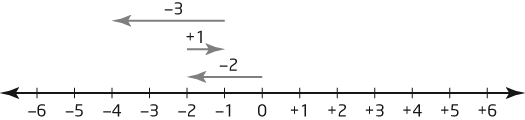 –3
+1
–2
–6 –5 –4 –3 –2 –1 0 +1 +2 +3 +4 +5 +6